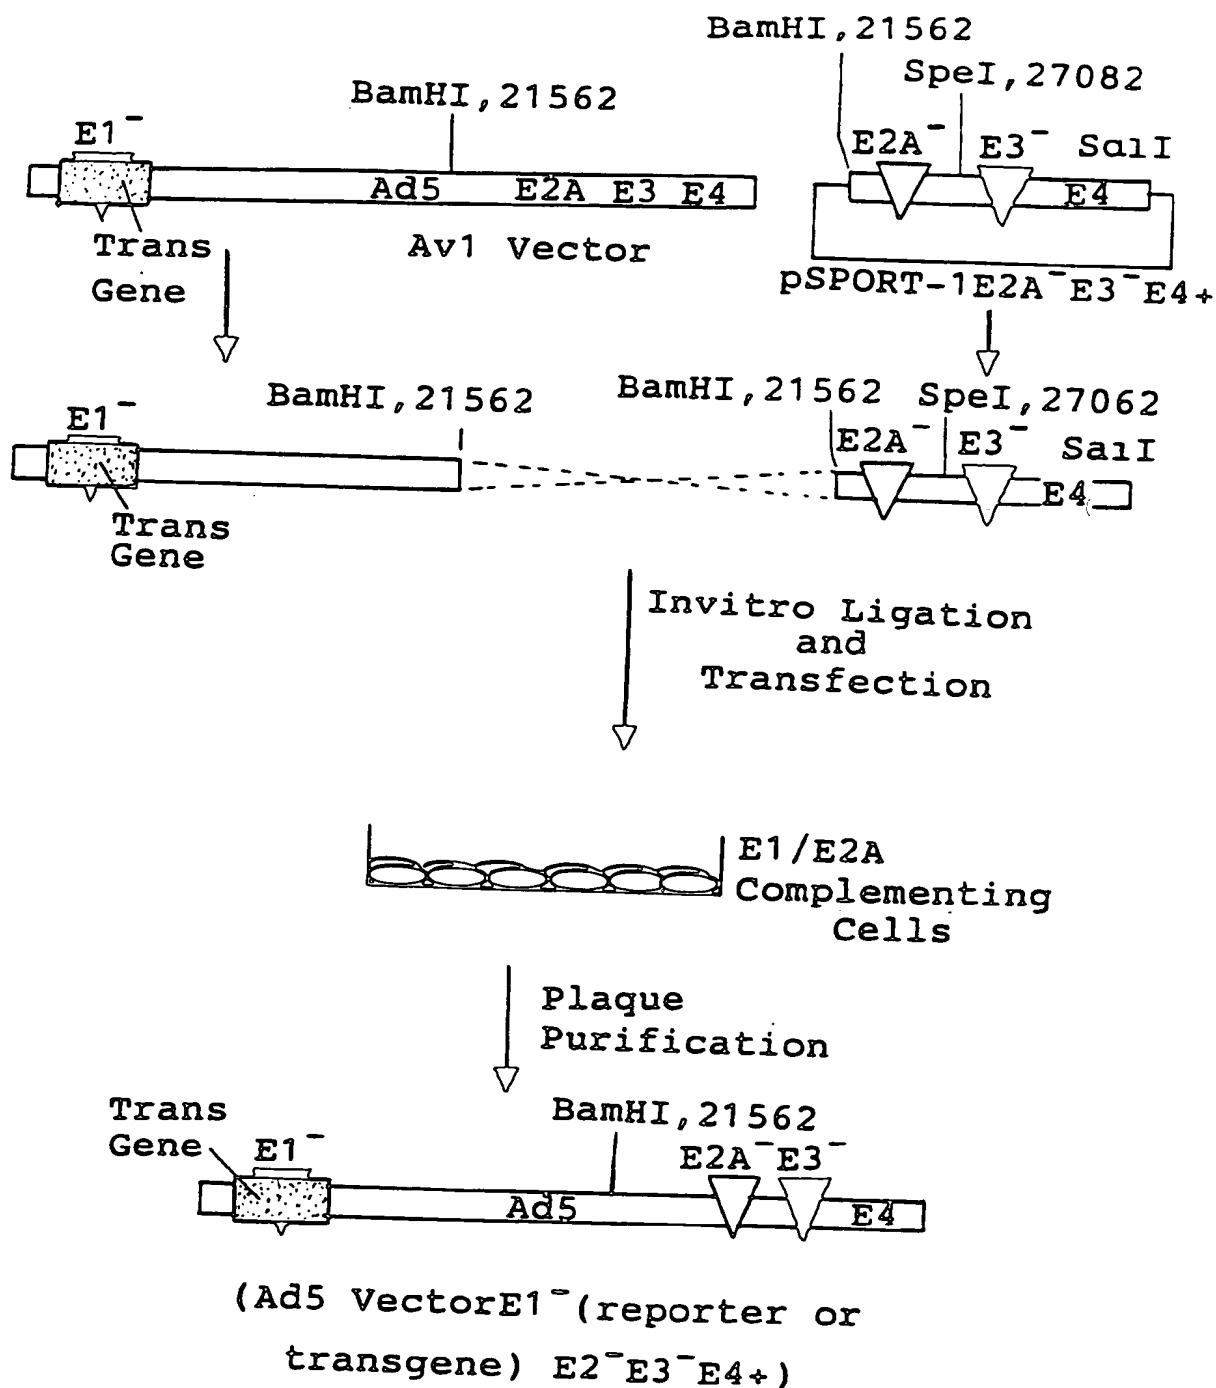 BamHI,21562
SpeI,27082
BamHI,21562
E1⁻
E2A⁻
E3⁻
SalI
Ad5
E2A
E3
E4
E4
Trans
Gene
Av1 Vector
pSPORT-1E2A⁻E3⁻E4+
BamHI,21562
BamHI,21562
SpeI,27062
E1⁻
E2A⁻
E3⁻
SalI
E4
Trans
Gene
Invitro Ligation
and
Transfection
E1/E2A
Complementing
Cells
Plaque
Purification
Trans
Gene
E1⁻
BamHI,21562
E2A⁻E3⁻
Ad5
E4
(Ad5 VectorE1⁻(reporter or
transgene) E2⁻E3⁻E4+)